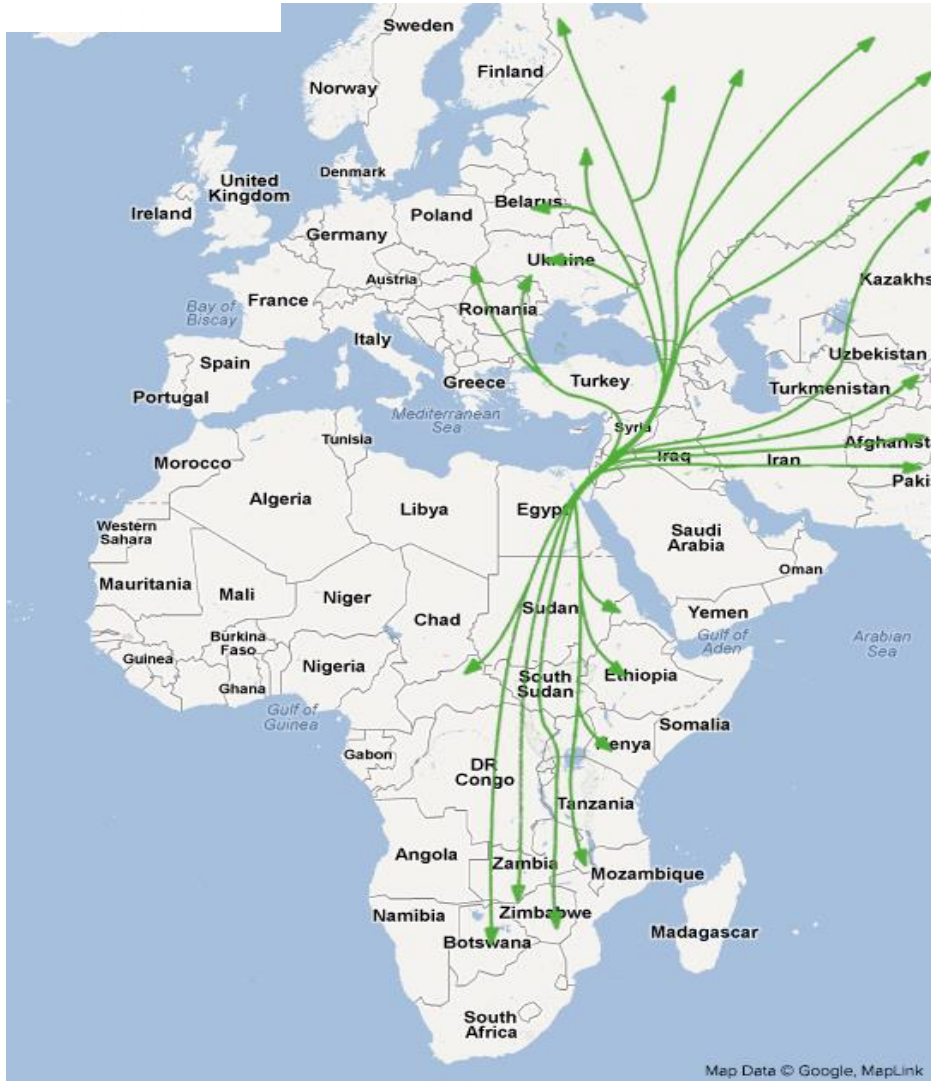 Sweden
Finland
Norway
Denmark
United
Kingdom
Ireland
Belarus
Poland
Germany
Ukraine
Austria
Kazakhs
France
Bay of
Biscay
Romania
Italy
Spain
Uzbekistan
Greece
Turkey
Turkmenistan
Portugal
Mediterranean
Sea
Syria
Tunisia
Afghanist
Morocco
Iraq
Iran
Paki
Algeria
Libya
Egypt
Western
Sahara
Saudi
Arabia
Oman
Mauritania
Mali
Niger
Chad
Sudan
Yemen
Burkina
Faso
Gulf of
Aden
Arabian
Sea
Guinea
Nigeria
South
Sudan
Ethiopia
Ghana
Gulf of
Guinea
Somalia
Gabon
Kenya
DR
Congo
Tanzania
Angola
Zambia
Mozambique
Namibia
Zimbabwe
Madagascar
Botswana
South
Africa
Map Data © Google, MapLink